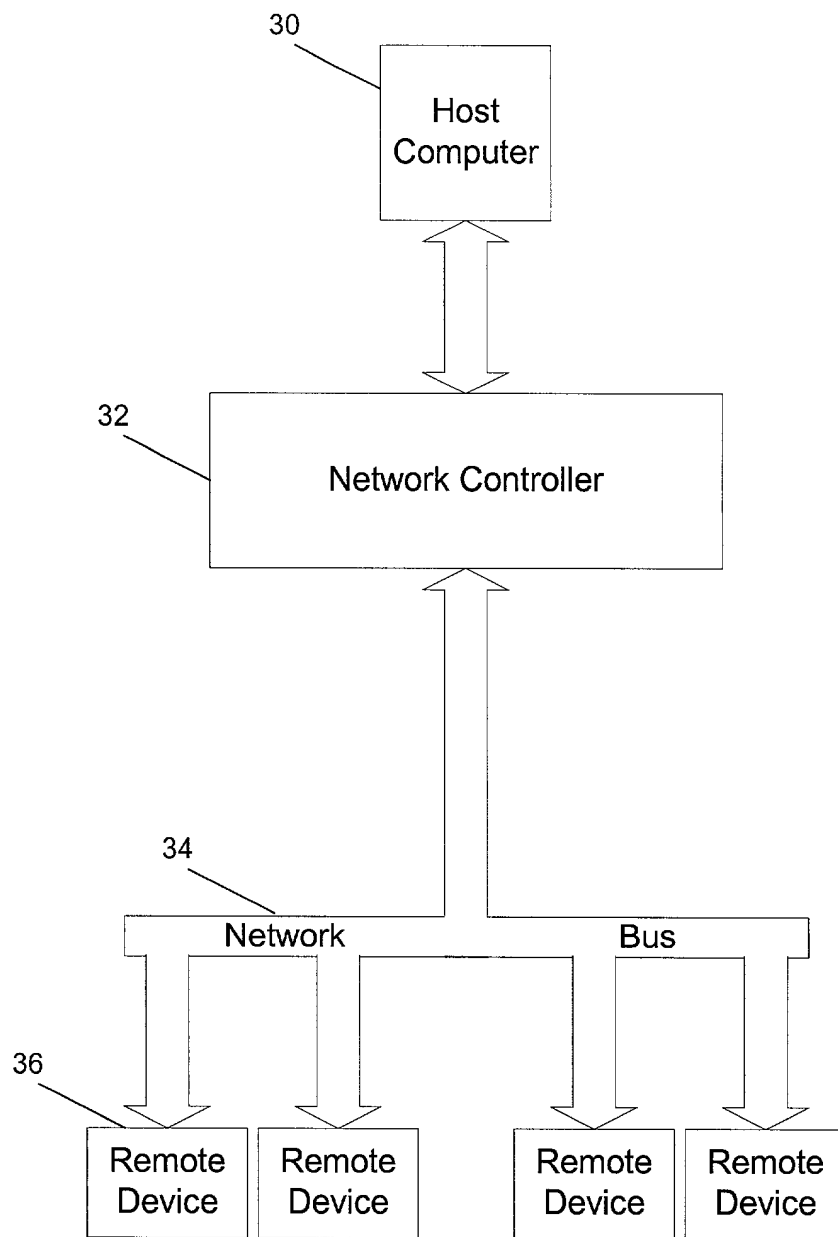 30
Host
Computer
32
Network Controller
34
Network Bus
36
Remote
Device
Remote
Device
Remote
Device
Remote
Device